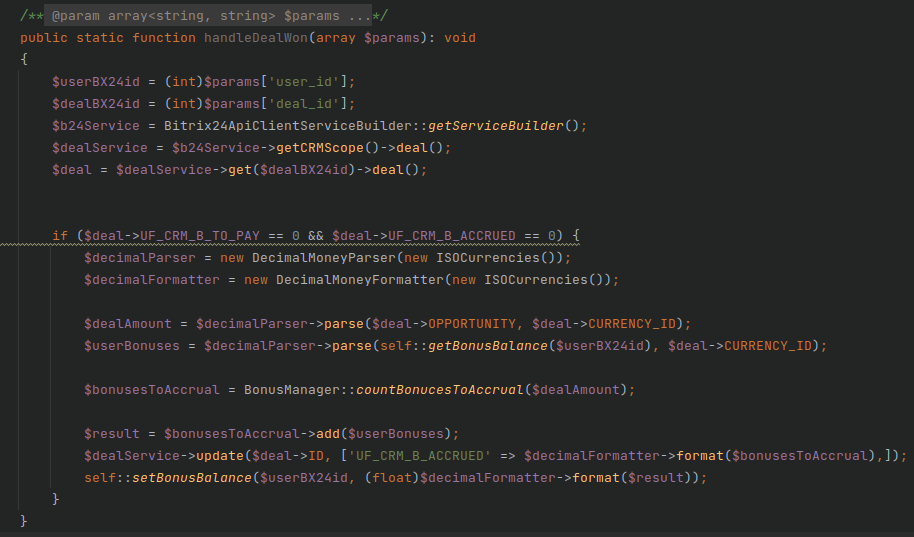 /** @param array<string, string> $params ...*/
public static function handleDealWon(array $params): void
{
    $userBX24id = (int)$params['user_id'];
    $dealBX24id = (int)$params['deal_id'];
    $b24Service = Bitrix24ApiClientServiceBuilder::getServiceBuilder();
    $dealService = $b24Service->getCRMScope()->deal();
    $deal = $dealService->get($dealBX24id)->deal();
    if ($deal->UF_CRM_B_TO_PAY == 0 && $deal->UF_CRM_B_ACCRUED == 0) {
        $decimalParser = new DecimalMoneyParser(new ISOCurrencies());
        $decimalFormatter = new DecimalMoneyFormatter(new ISOCurrencies());
        $dealAmount = $decimalParser->parse($deal->OPPORTUNITY, $deal->CURRENCY_ID);
        $userBonuses = $decimalParser->parse(self::getBonusBalance($userBX24id), $deal->CURRENCY_ID);
        $bonusesToAccrual = BonusManager::countBonucesToAccrual($dealAmount);
        $result = $bonusesToAccrual->add($userBonuses);
        $dealService->update($deal->ID, ['UF_CRM_B_ACCRUED' => $decimalFormatter->format($bonusesToAccrual),]);
        self::setBonusBalance($userBX24id, (float)$decimalFormatter->format($result));
    }
}